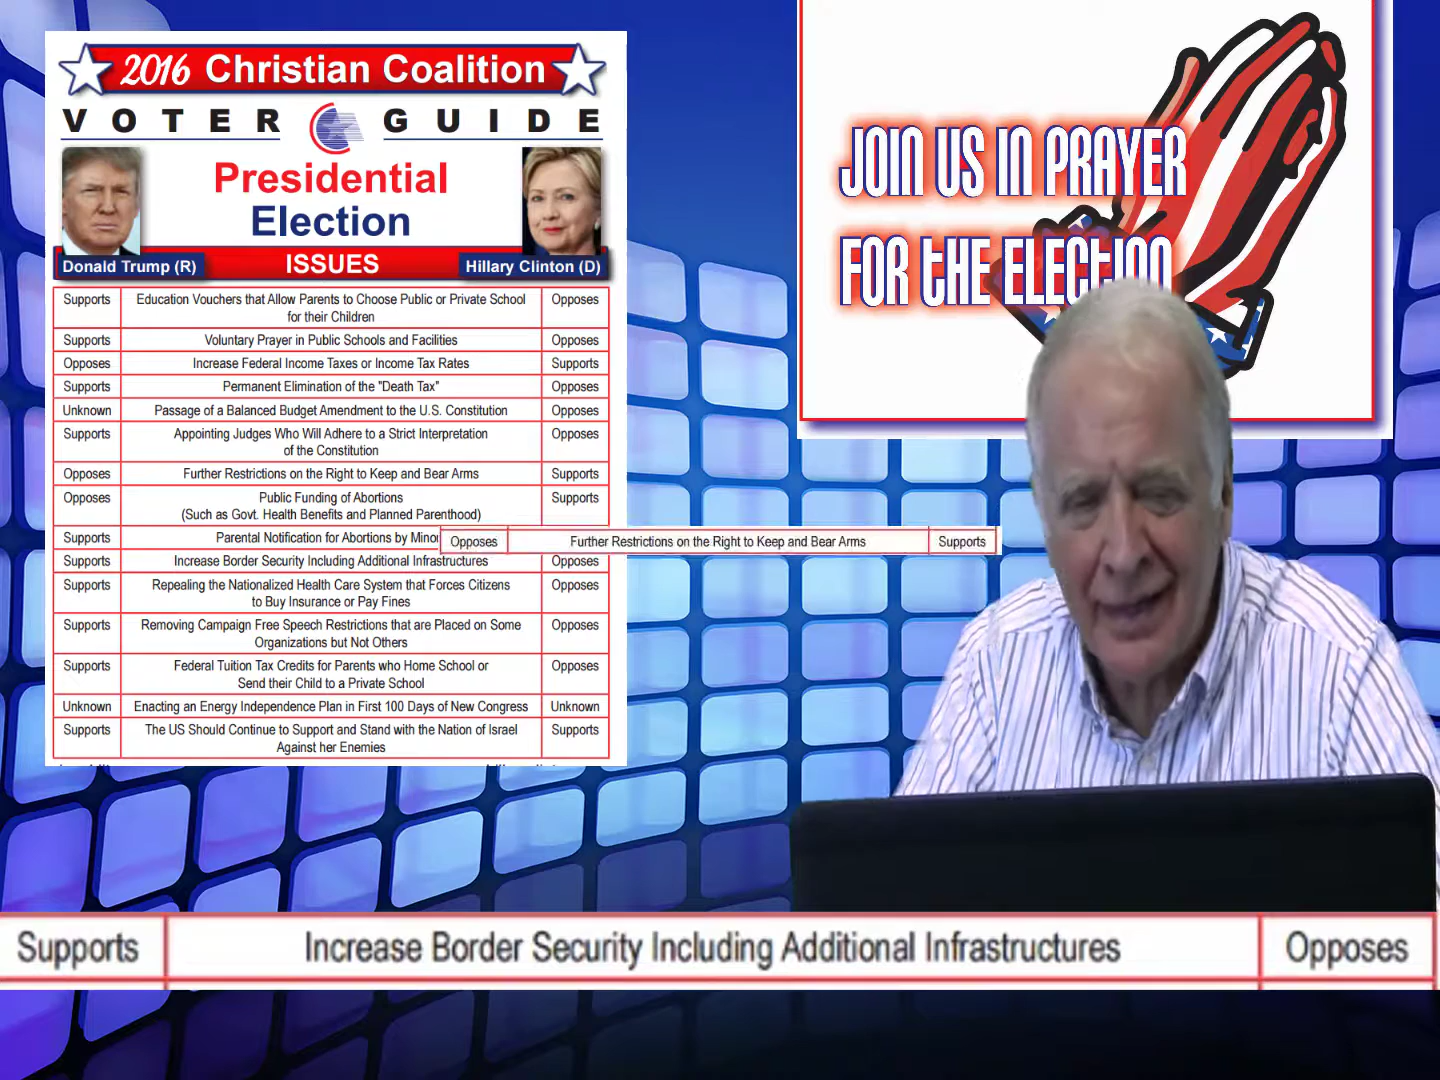 2016 Christian Coalition
VOTER GUIDE
Presidential
Election
Donald Trump (R) ISSUES Hillary Clinton (D)
Supports Education Vouchers that Allow Parents to Choose Public or Private School Opposes
for their Children
Supports Voluntary Prayer in Public Schools and Facilities Opposes
Opposes Increase Federal Income Taxes or Income Tax Rates Supports
Supports Permanent Elimination of the "Death Tax" Opposes
Unknown Passage of a Balanced Budget Amendment to the U.S. Constitution Opposes
Supports Appointing Judges Who Will Adhere to a Strict Interpretation Opposes
of the Constitution
Opposes Further Restrictions on the Right to Keep and Bear Arms Supports
Opposes Public Funding of Abortions Supports
(Such as Govt. Health Benefits and Planned Parenthood)
Supports Parental Notification for Abortions by Minor
Supports Increase Border Security Including Additional Infrastructures Opposes
Supports Repealing the Nationalized Health Care System that Forces Citizens Opposes
to Buy Insurance or Pay Fines
Supports Removing Campaign Free Speech Restrictions that are Placed on Some Opposes
Organizations but Not Others
Supports Federal Tuition Tax Credits for Parents who Home School or Opposes
Send their Child to a Private School
Unknown Enacting an Energy Independence Plan in First 100 Days of New Congress Unknown
Supports The US Should Continue to Support and Stand with the Nation of Israel Supports
Against her Enemies
JOIN US IN PRAYER
FOR THE ELECTION
Opposes Further Restrictions on the Right to Keep and Bear Arms Supports
Supports Increase Border Security Including Additional Infrastructures Opposes